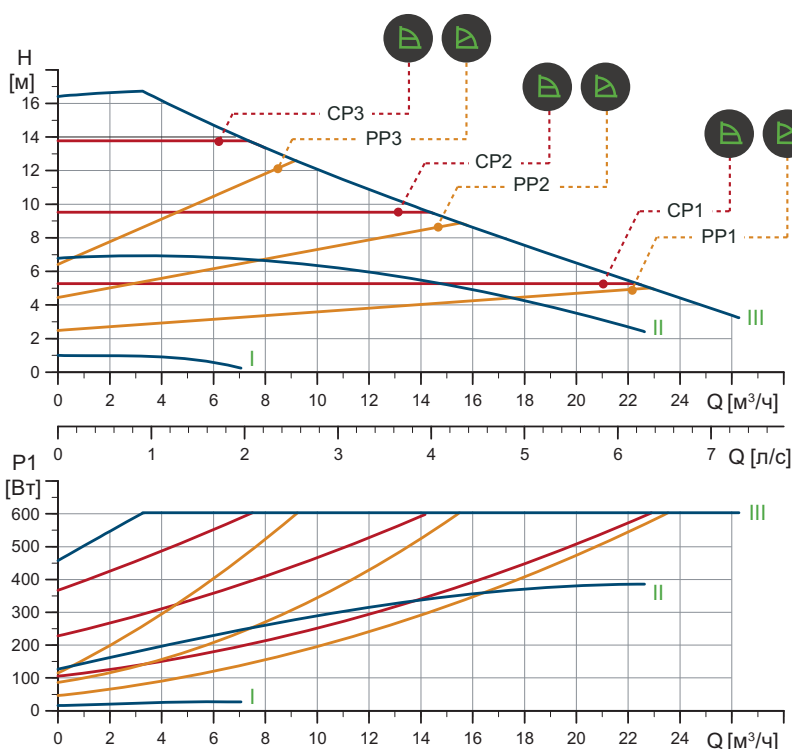 H
[м]
16
14
12
10
8
6
4
2
0
CP3
PP3
CP2
PP2
CP1
PP1
III
II
I
0 2 4 6 8 10 12 14 16 18 20 22 24 Q [м³/ч]
0 1 2 3 4 5 6 7 Q [л/с]
P1
[Вт]
600
500
400
300
200
100
0
III
II
I
0 2 4 6 8 10 12 14 16 18 20 22 24 Q [м³/ч]